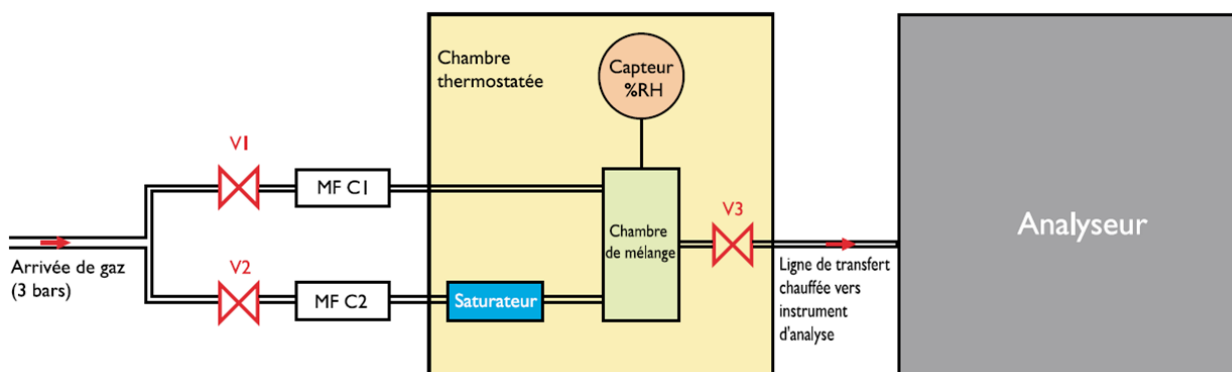 Chambre
thermostatée
Capteur
%RH
V1
MF C1
V3
Analyseur
Chambre
de mélange
Arrivée de gaz
(3 bars)
V2
MF C2
Saturateur
Ligne de transfert
chauffée vers
instrument
d'analyse